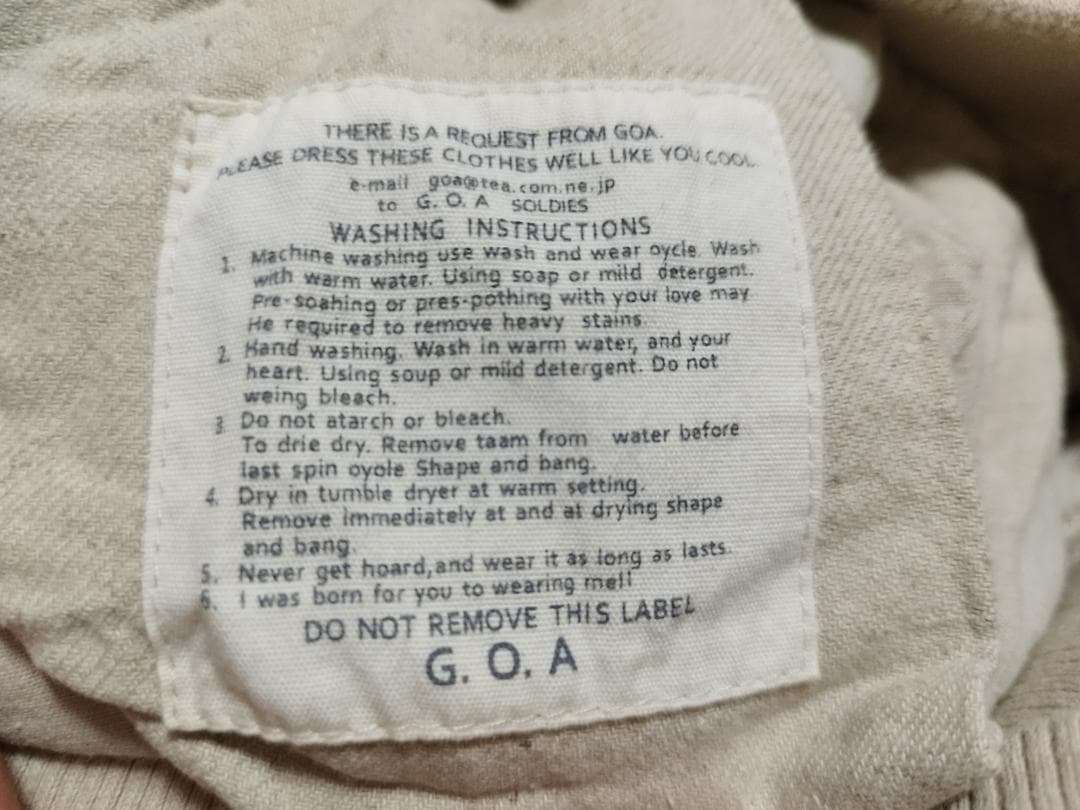 THERE IS A REQUEST FROM GOA.
PLEASE DRESS THESE CLOTHES WELL LIKE YOU COOL.
e-mail goa@tea.com.ne.jp
to G. O. A SOLDIES
WASHING INSTRUCTIONS
1. Machine washing use wash and wear oycle. Wash
with warm water. Using soap or mild detergent.
Pre-soahing or pres-pothing with your love may
He required to remove heavy stains.
2. Hand washing. Wash in warm water, and your
heart. Using soup or mild detergent. Do not
weing bleach.
3 Do not atarch or bleach.
To drie dry. Remove taam from water before
last spin oyole Shape and bang.
4. Dry in tumble dryer at warm setting.
Remove immediately at and at drying shape
and bang.
5. Never get hoard,and wear it as long as lasts.
6. I was born for you to wearing me!!
DO NOT REMOVE THIS LABEL
G. O. A